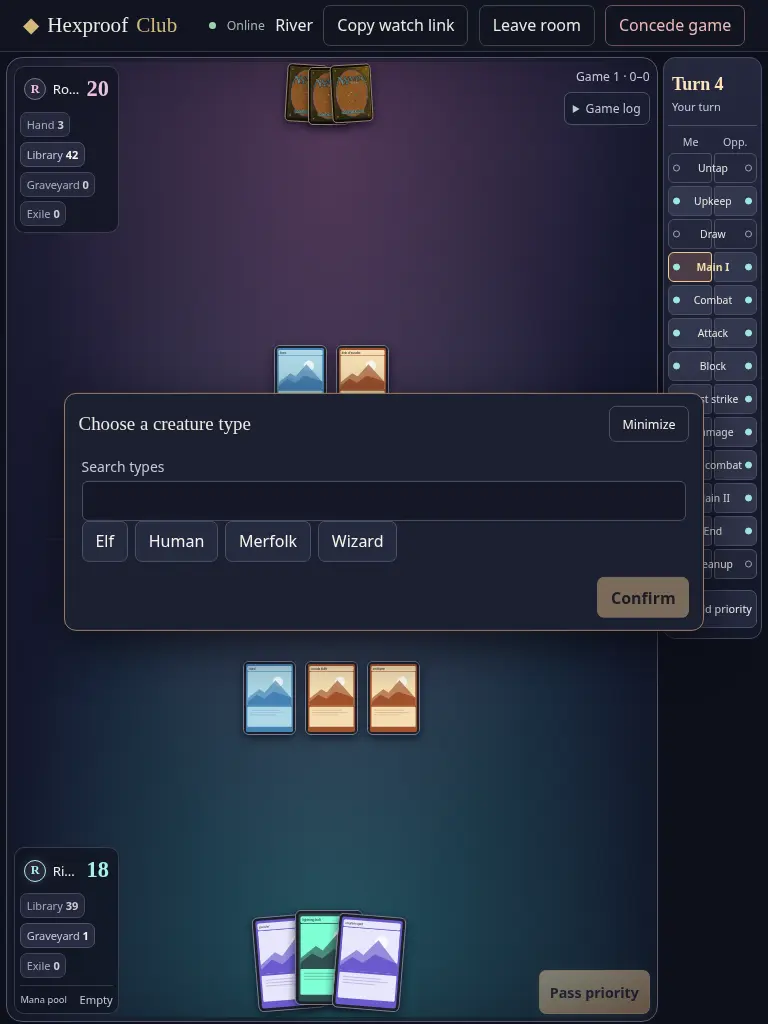 Hexproof Club
Online
River
Copy watch link
Leave room
Concede game
R Ro... 20
Hand 3
Library 42
Graveyard 0
Exile 0
Game 1 · 0–0
Game log
Turn 4
Your turn
Me Opp.
Untap
Upkeep
Draw
Main I
Combat
Attack
Block
st strike
mage
combat
ain II
End
eanup
d priority
Choose a creature type
Minimize
Search types
Elf
Human
Merfolk
Wizard
Confirm
R Ri... 18
Library 39
Graveyard 1
Exile 0
Mana pool Empty
Pass priority